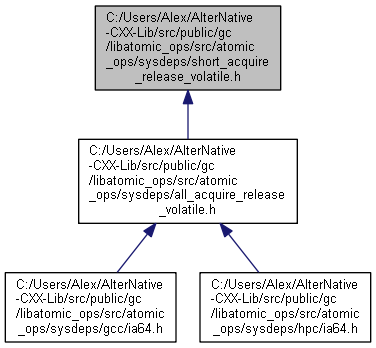 C:/Users/Alex/AlterNative
-CXX-Lib/src/public/gc
/libatomic_ops/src/atomic
_ops/sysdeps/short_acquire
_release_volatile.h
C:/Users/Alex/AlterNative
-CXX-Lib/src/public/gc
/libatomic_ops/src/atomic
_ops/sysdeps/all_acquire_release
_volatile.h
C:/Users/Alex/AlterNative
-CXX-Lib/src/public/gc
/libatomic_ops/src/atomic
_ops/sysdeps/gcc/ia64.h
C:/Users/Alex/AlterNative
-CXX-Lib/src/public/gc
/libatomic_ops/src/atomic
_ops/sysdeps/hpc/ia64.h